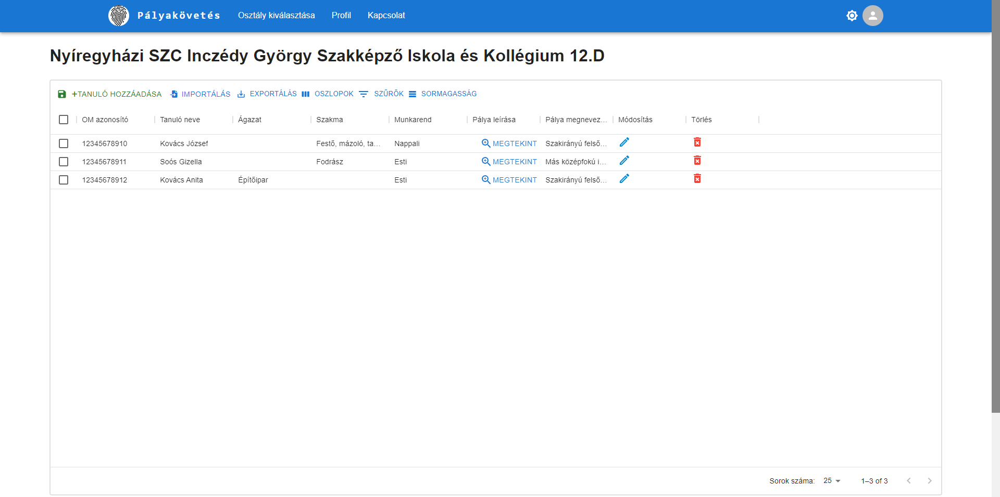 Pályakövetés Osztály kiválasztása Profil Kapcsolat
Nyíregyházi SZC Inczédy György Szakképző Iskola és Kollégium 12.D
+TANULÓ HOZZÁADÁSA IMPORTÁLÁS EXPORTÁLÁS OSZLOPOK SZŰRŐK SORMAGASSÁG
OM azonosító Tanuló neve Ágazat Szakma Munkarend Pálya leírása Pálya megnevez... Módosítás Törlés
12345678910 Kovács József Festő, mázoló, ta... Nappali MEGTEKINT Szakirányú felső...
12345678911 Soós Gizella Fodrász Esti MEGTEKINT Más középfokú i...
12345678912 Kovács Anita Építőipar Esti MEGTEKINT Szakirányú felső...
Sorok száma: 25 1–3 of 3